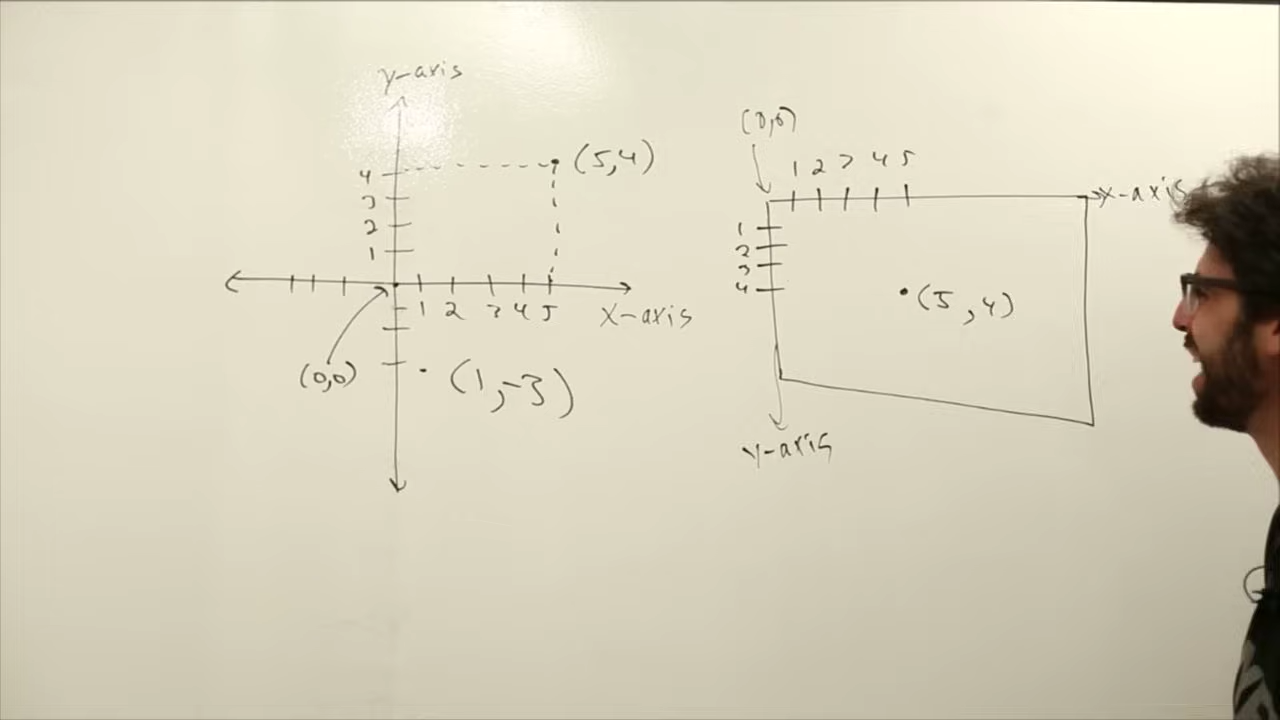 y-axis
(5,4)
4
3
2
1
1 2 3 4 5
x-axis
(0,0)
(1,-3)
(0,0)
1 2 3 4 5
x-axis
1
2
3
4
(5,4)
y-axis